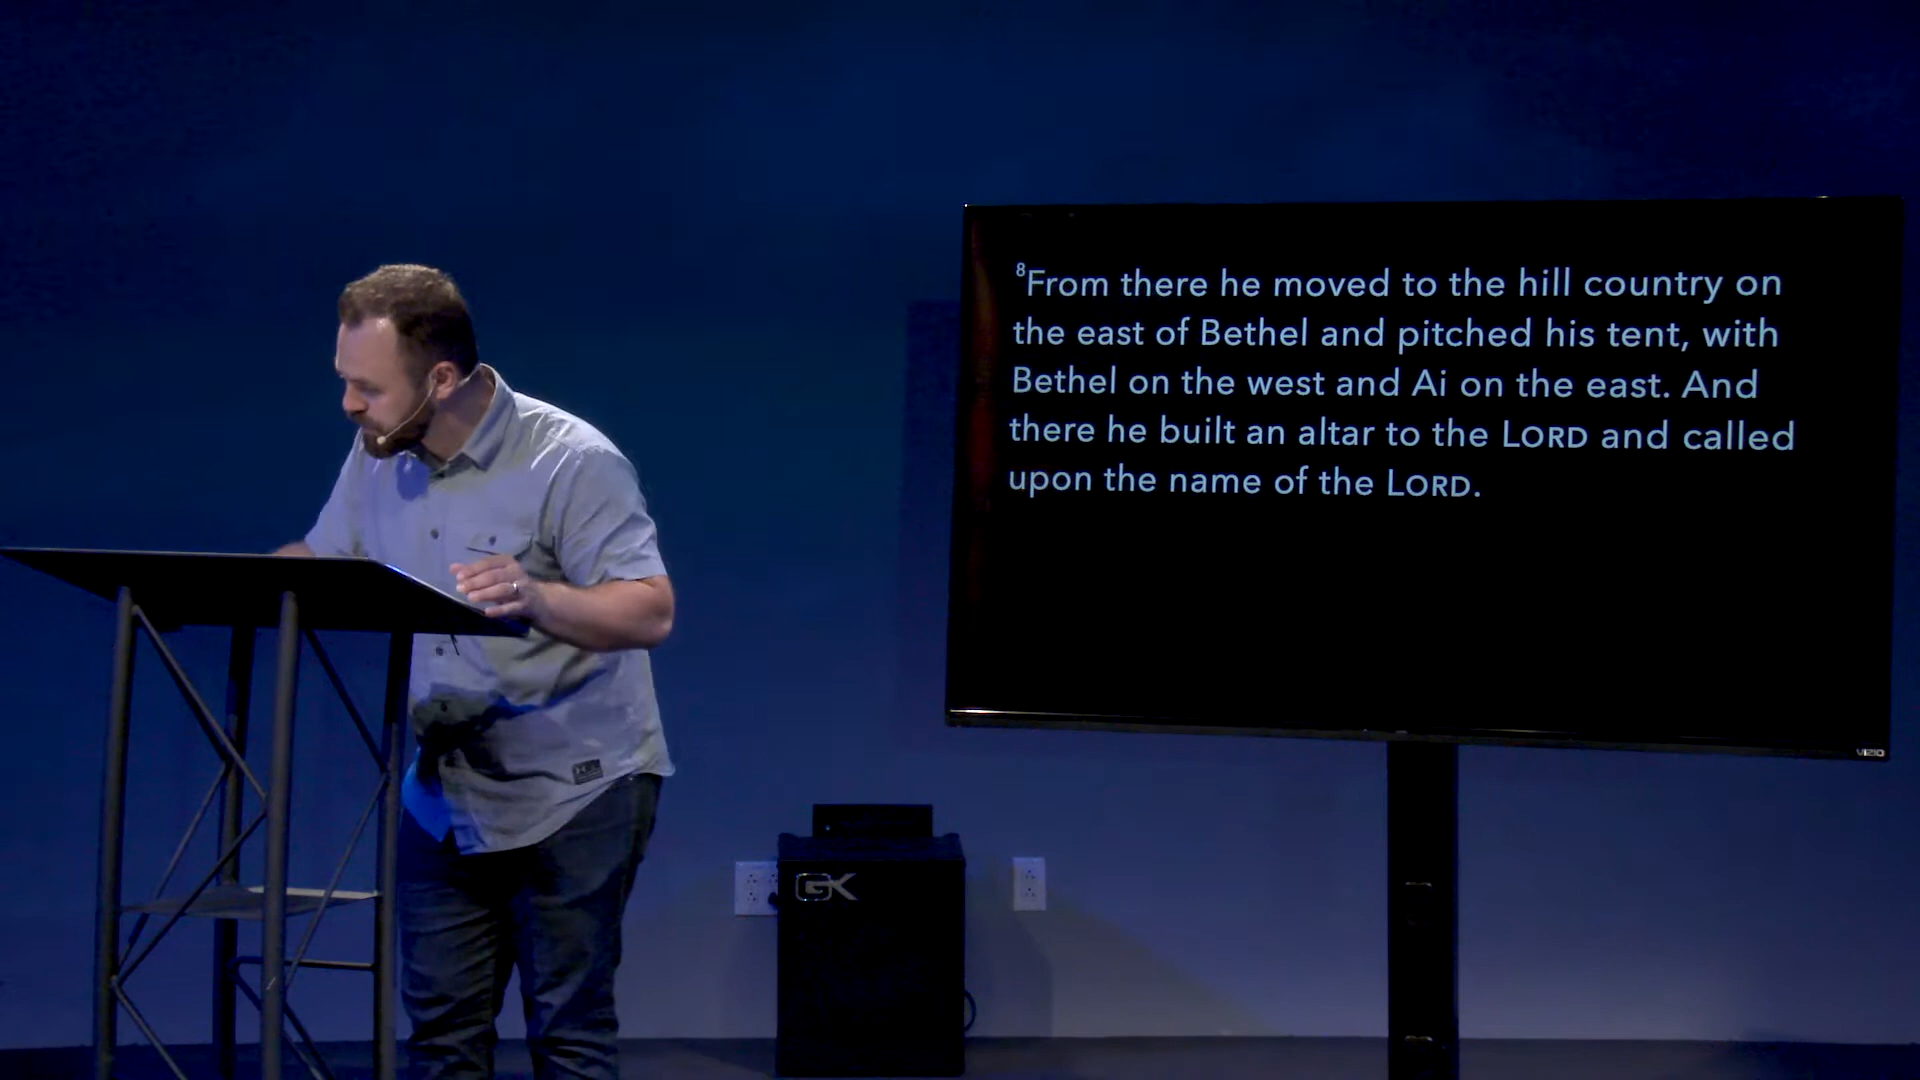 ⁸From there he moved to the hill country on
the east of Bethel and pitched his tent, with
Bethel on the west and Ai on the east. And
there he built an altar to the LORD and called
upon the name of the LORD.
VIZIO
GK